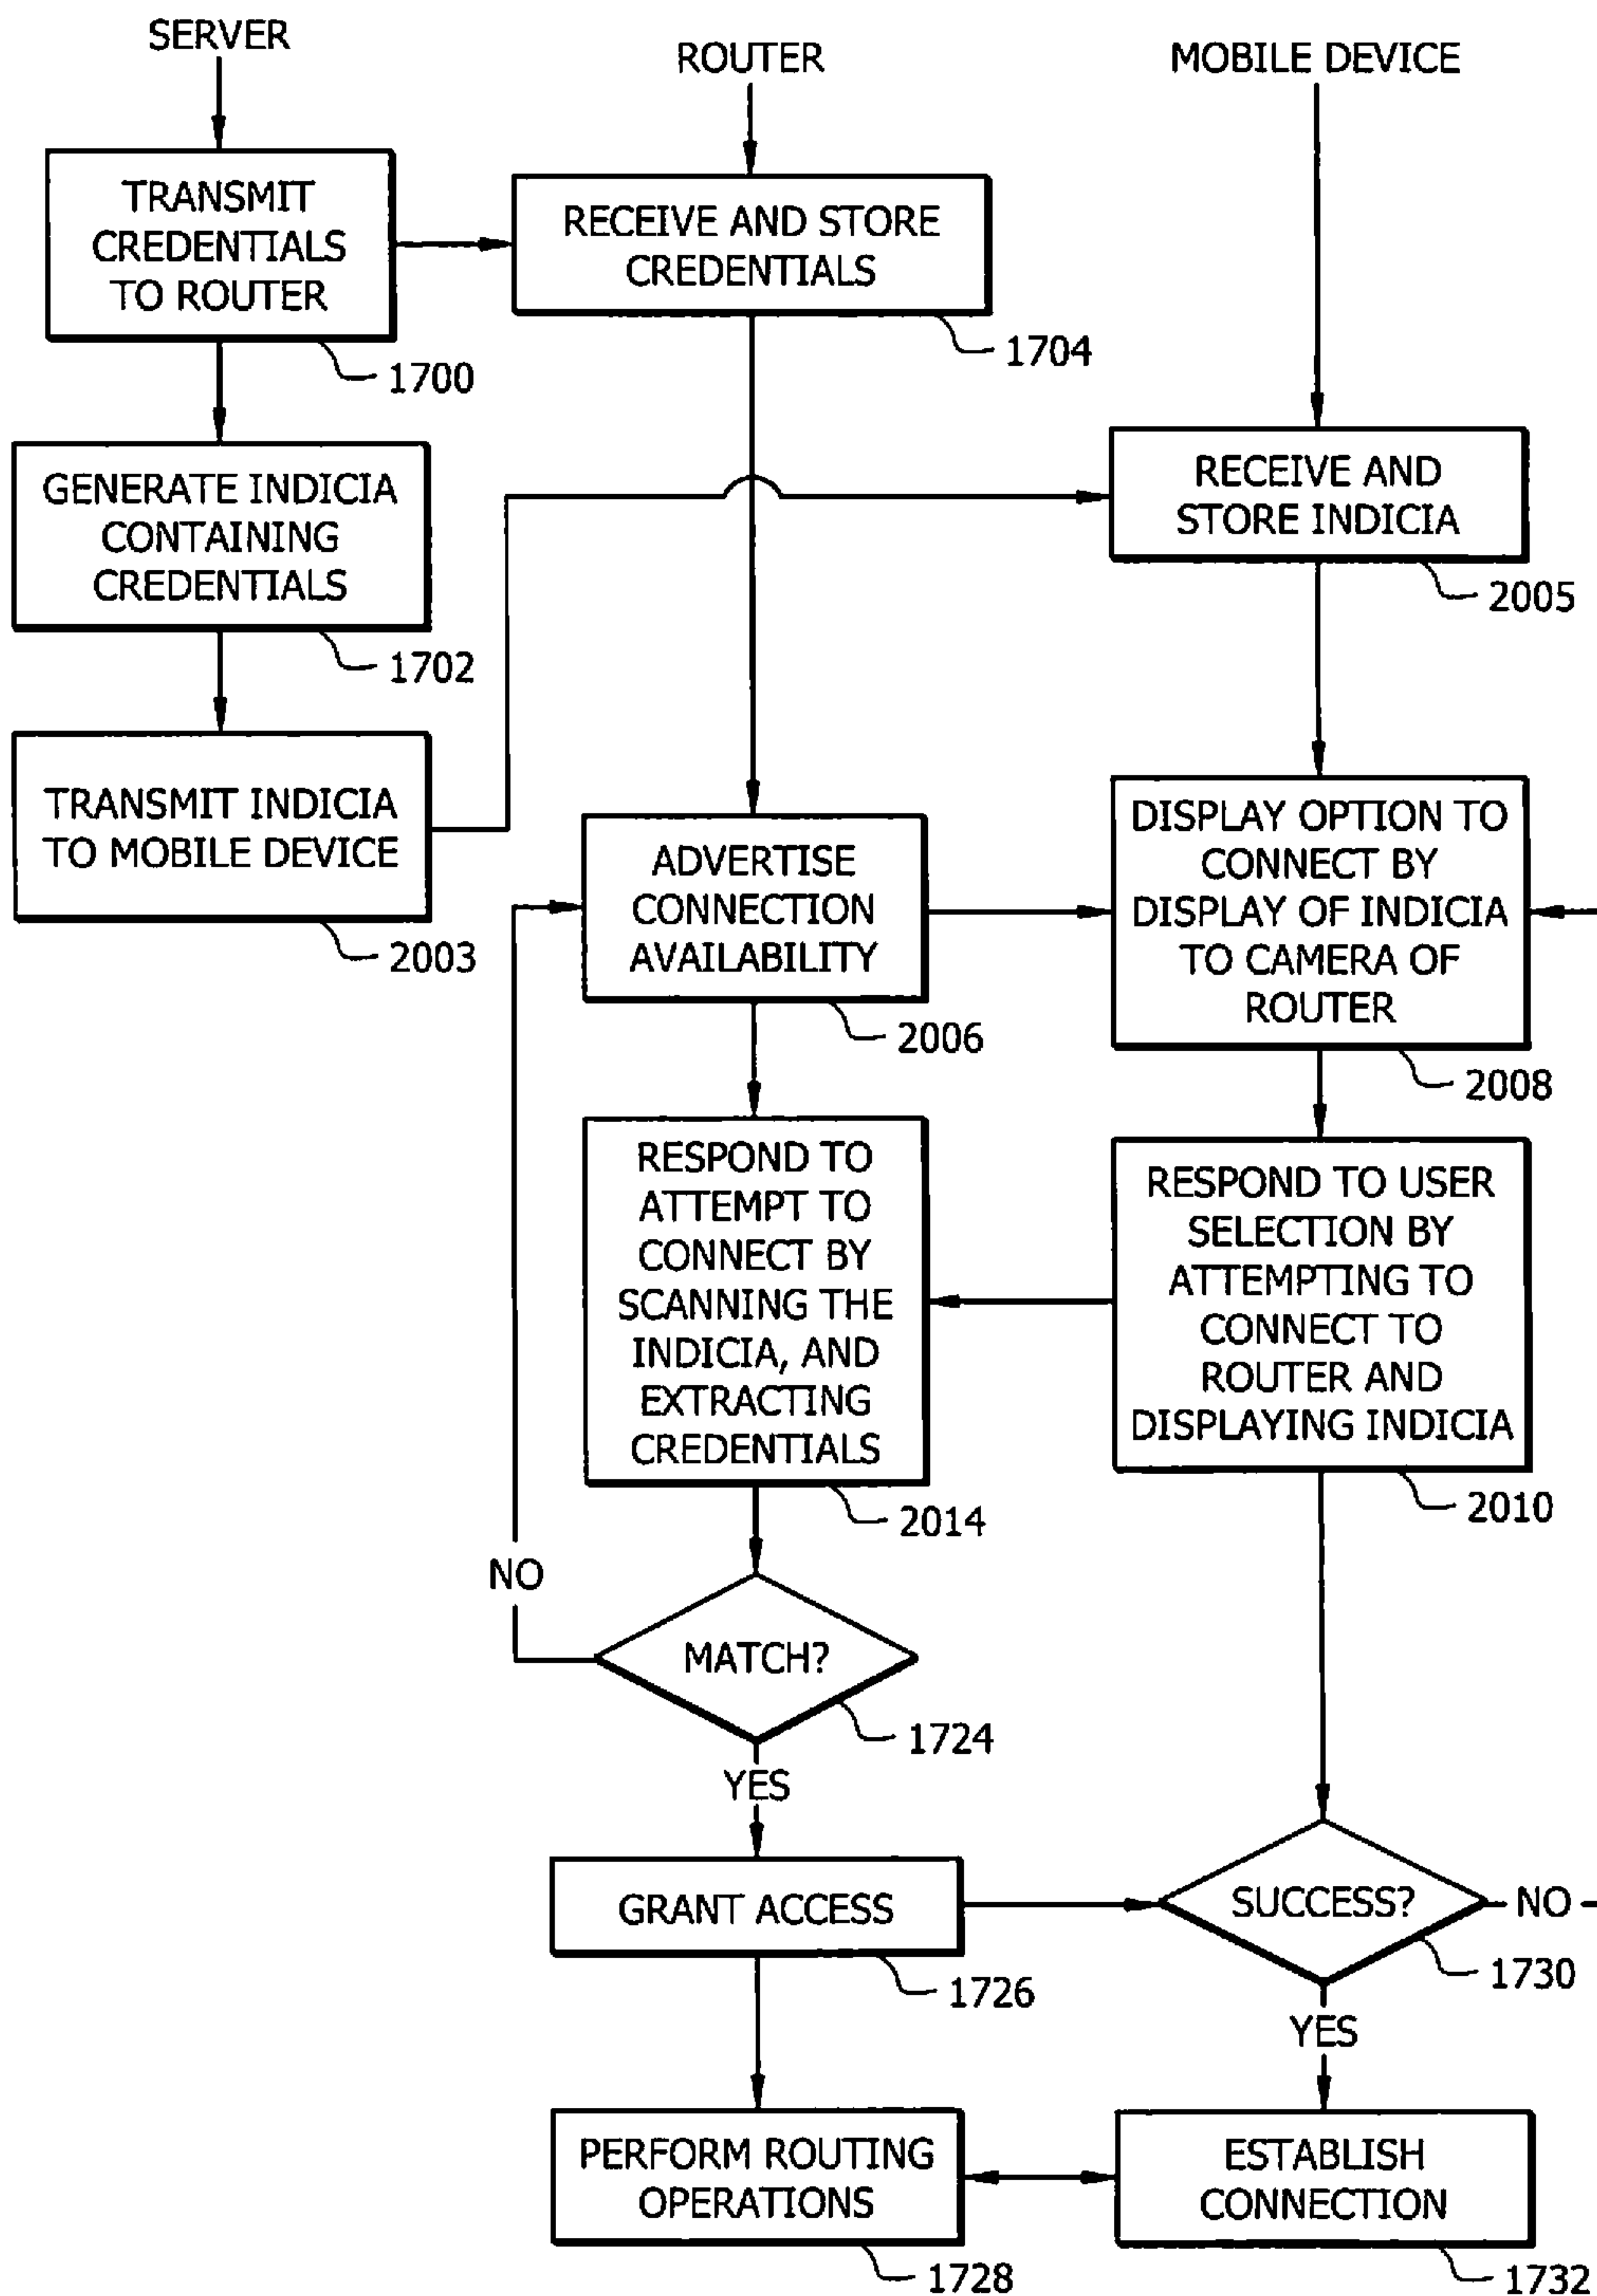 SERVER
TRANSMIT
CREDENTIALS
TO ROUTER
1700
GENERATE INDICIA
CONTAINING
CREDENTIALS
1702
TRANSMIT INDICIA
TO MOBILE DEVICE
2003
ROUTER
RECEIVE AND STORE
CREDENTIALS
1704
ADVERTISE
CONNECTION
AVAILABILITY
2006
RESPOND TO
ATTEMPT TO
CONNECT BY
SCANNING THE
INDICIA, AND
EXTRACTING
CREDENTIALS
2014
NO
MATCH?
1724
YES
GRANT ACCESS
1726
PERFORM ROUTING
OPERATIONS
1728
MOBILE DEVICE
RECEIVE AND
STORE INDICIA
2005
DISPLAY OPTION TO
CONNECT BY
DISPLAY OF INDICIA
TO CAMERA OF
ROUTER
2008
RESPOND TO USER
SELECTION BY
ATTEMPTING TO
CONNECT TO
ROUTER AND
DISPLAYING INDICIA
2010
SUCCESS?
NO
1730
YES
ESTABLISH
CONNECTION
1732